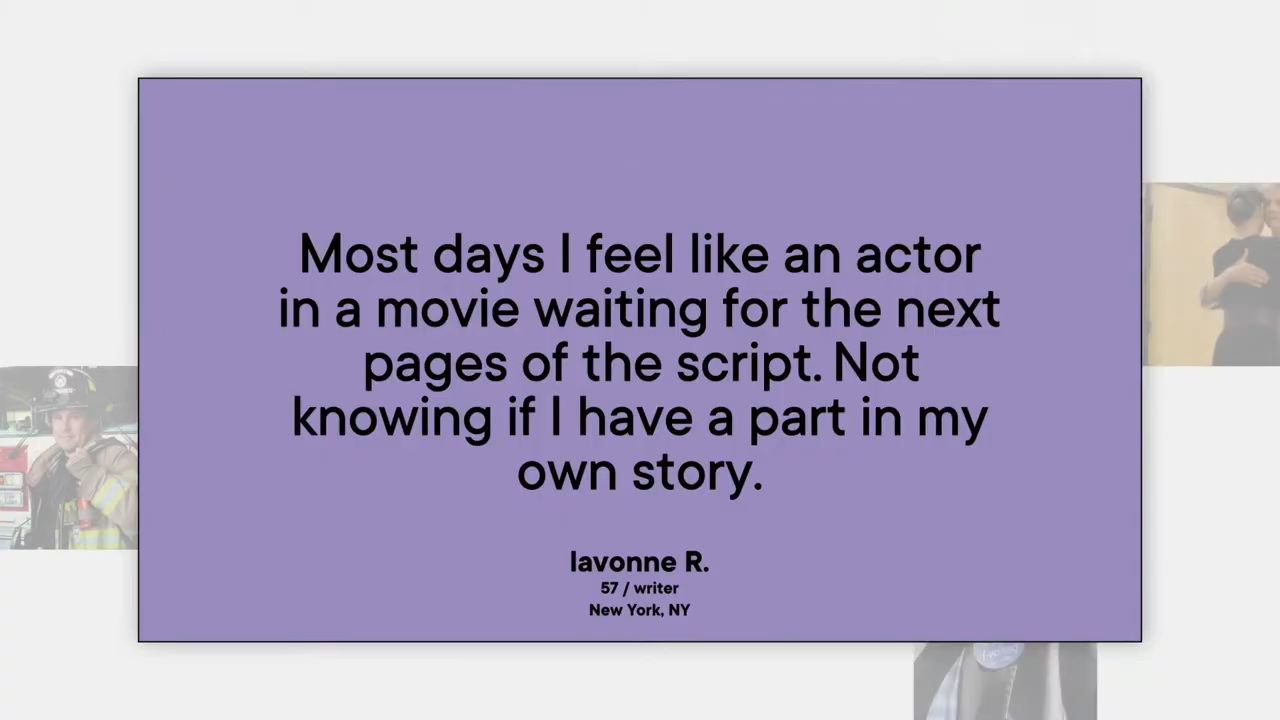 Most days I feel like an actor
in a movie waiting for the next
pages of the script. Not
knowing if I have a part in my
own story.
lavonne R.
57 / writer
New York, NY